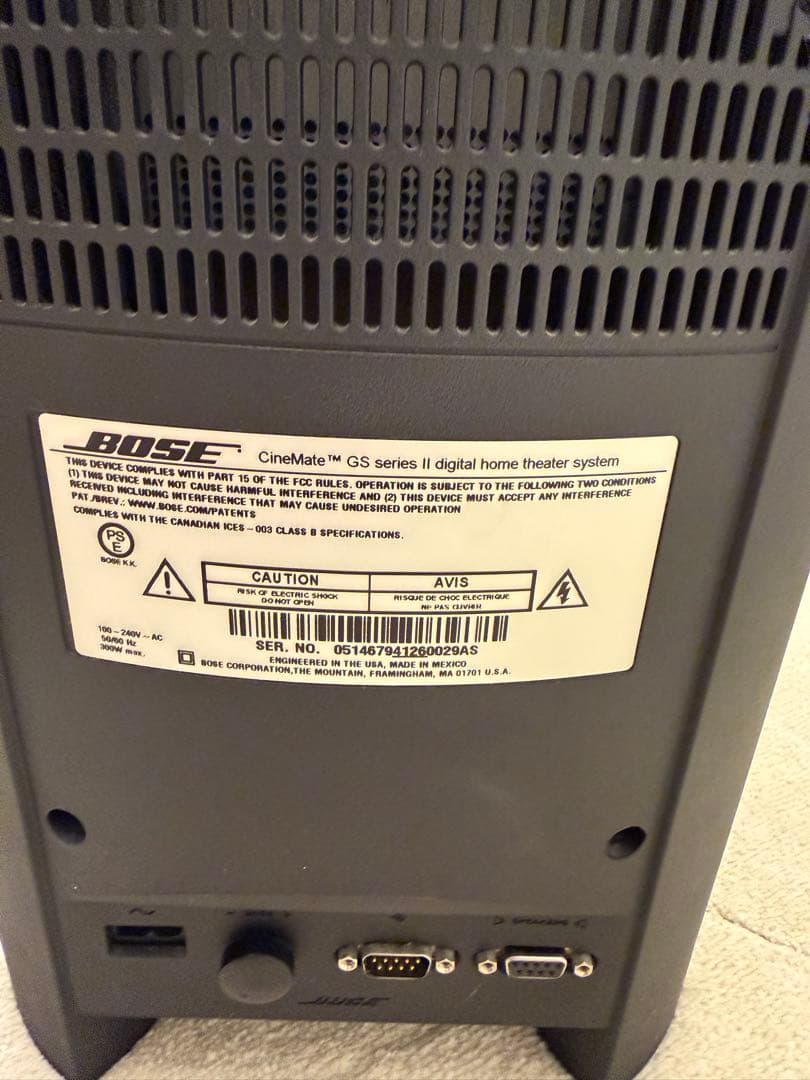 BOSE CineMate™ GS series II digital home theater system
THIS DEVICE COMPLIES WITH PART 15 OF THE FCC RULES. OPERATION IS SUBJECT TO THE FOLLOWING TWO CONDITIONS
(1) THIS DEVICE MAY NOT CAUSE HARMFUL INTERFERENCE AND (2) THIS DEVICE MUST ACCEPT ANY INTERFERENCE
RECEIVED INCLUDING INTERFERENCE THAT MAY CAUSE UNDESIRED OPERATION
PAT./BREV.: WWW.BOSE.COM/PATENTS
COMPLIES WITH THE CANADIAN ICES-003 CLASS B SPECIFICATIONS.
PS
E
BOSE K.K.
CAUTION
RISK OF ELECTRIC SHOCK
DO NOT OPEN
AVIS
RISQUE DE CHOC ELECTRIQUE
NE PAS OUVRIR
SER. NO. 051467941260029AS
100-240V ~ AC
50/60 Hz
300W max.
ENGINEERED IN THE USA, MADE IN MEXICO
BOSE CORPORATION,THE MOUNTAIN, FRAMINGHAM, MA 01701 U.S.A.
BOSE